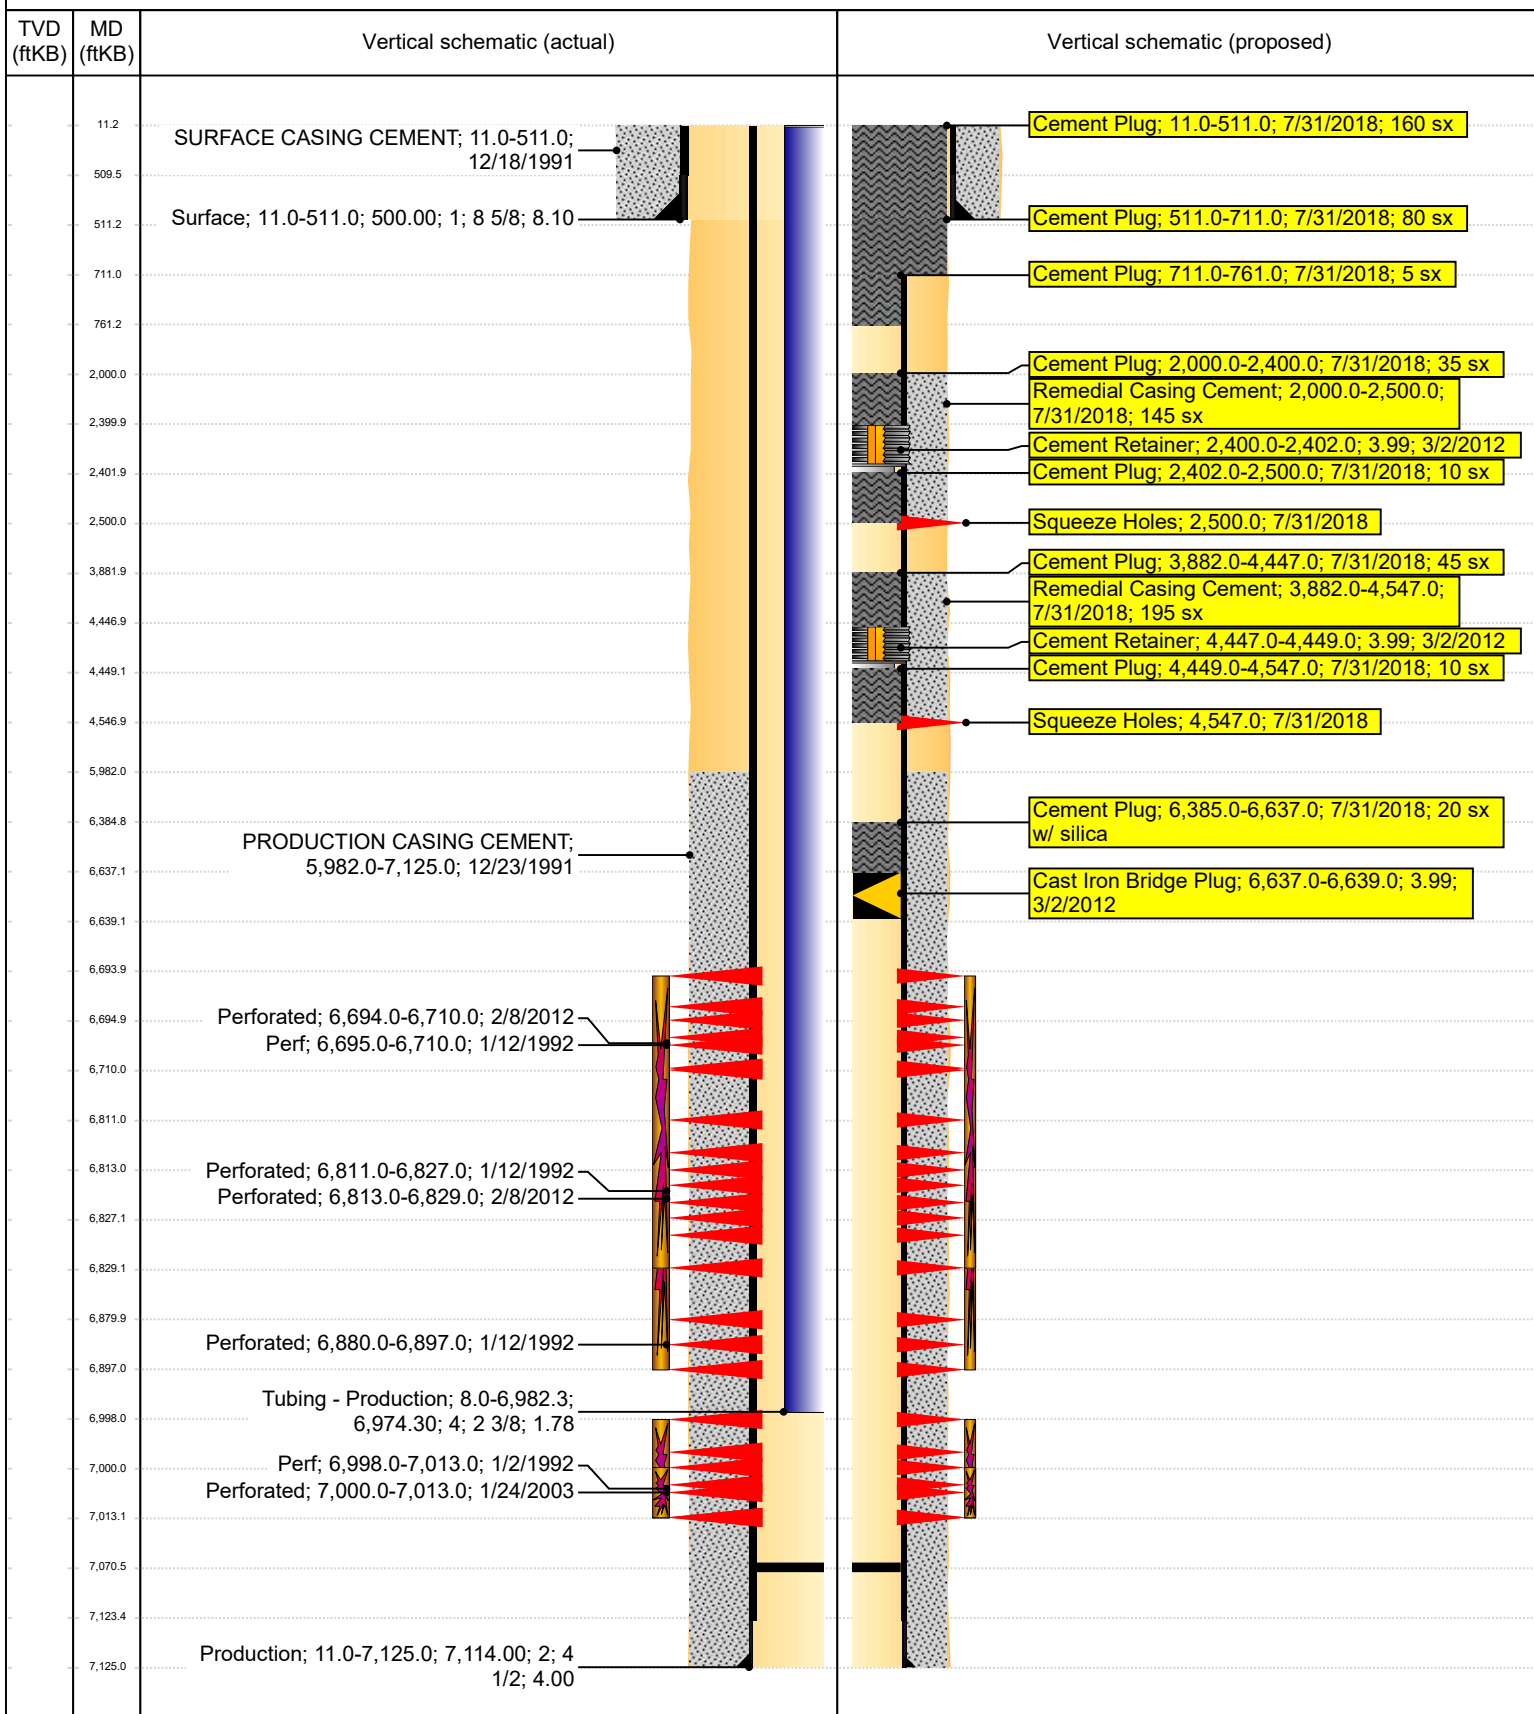 TVD
(ftKB)
MD
(ftKB)
Vertical schematic (actual)
Vertical schematic (proposed)
11.2
509.5
511.2
711.0
761.2
2,000.0
2,399.9
2,401.9
2,500.0
3,881.9
4,446.9
4,449.1
4,546.9
5,982.0
6,384.8
6,637.1
6,639.1
6,693.9
6,694.9
6,710.0
6,811.0
6,813.0
6,827.1
6,829.1
6,879.9
6,897.0
6,998.0
7,000.0
7,013.1
7,070.5
7,123.4
7,125.0
SURFACE CASING CEMENT; 11.0-511.0;
12/18/1991
Surface; 11.0-511.0; 500.00; 1; 8 5/8; 8.10
PRODUCTION CASING CEMENT;
5,982.0-7,125.0; 12/23/1991
Perforated; 6,694.0-6,710.0; 2/8/2012
Perf; 6,695.0-6,710.0; 1/12/1992
Perforated; 6,811.0-6,827.0; 1/12/1992
Perforated; 6,813.0-6,829.0; 2/8/2012
Perforated; 6,880.0-6,897.0; 1/12/1992
Tubing - Production; 8.0-6,982.3;
6,974.30; 4; 2 3/8; 1.78
Perf; 6,998.0-7,013.0; 1/2/1992
Perforated; 7,000.0-7,013.0; 1/24/2003
Production; 11.0-7,125.0; 7,114.00; 2; 4
1/2; 4.00
Cement Plug; 11.0-511.0; 7/31/2018; 160 sx
Cement Plug; 511.0-711.0; 7/31/2018; 80 sx
Cement Plug; 711.0-761.0; 7/31/2018; 5 sx
Cement Plug; 2,000.0-2,400.0; 7/31/2018; 35 sx
Remedial Casing Cement; 2,000.0-2,500.0;
7/31/2018; 145 sx
Cement Retainer; 2,400.0-2,402.0; 3.99; 3/2/2012
Cement Plug; 2,402.0-2,500.0; 7/31/2018; 10 sx
Squeeze Holes; 2,500.0; 7/31/2018
Cement Plug; 3,882.0-4,447.0; 7/31/2018; 45 sx
Remedial Casing Cement; 3,882.0-4,547.0;
7/31/2018; 195 sx
Cement Retainer; 4,447.0-4,449.0; 3.99; 3/2/2012
Cement Plug; 4,449.0-4,547.0; 7/31/2018; 10 sx
Squeeze Holes; 4,547.0; 7/31/2018
Cement Plug; 6,385.0-6,637.0; 7/31/2018; 20 sx
w/ silica
Cast Iron Bridge Plug; 6,637.0-6,639.0; 3.99;
3/2/2012